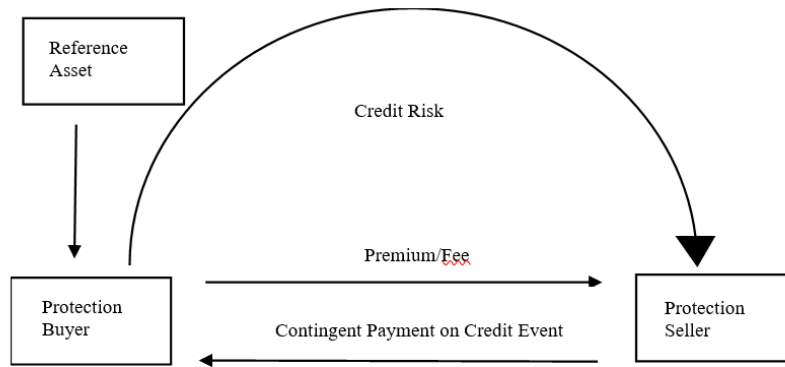 Reference
Asset
Credit Risk
Premium/Fee
Protection
Buyer
Contingent Payment on Credit Event
Protection
Seller